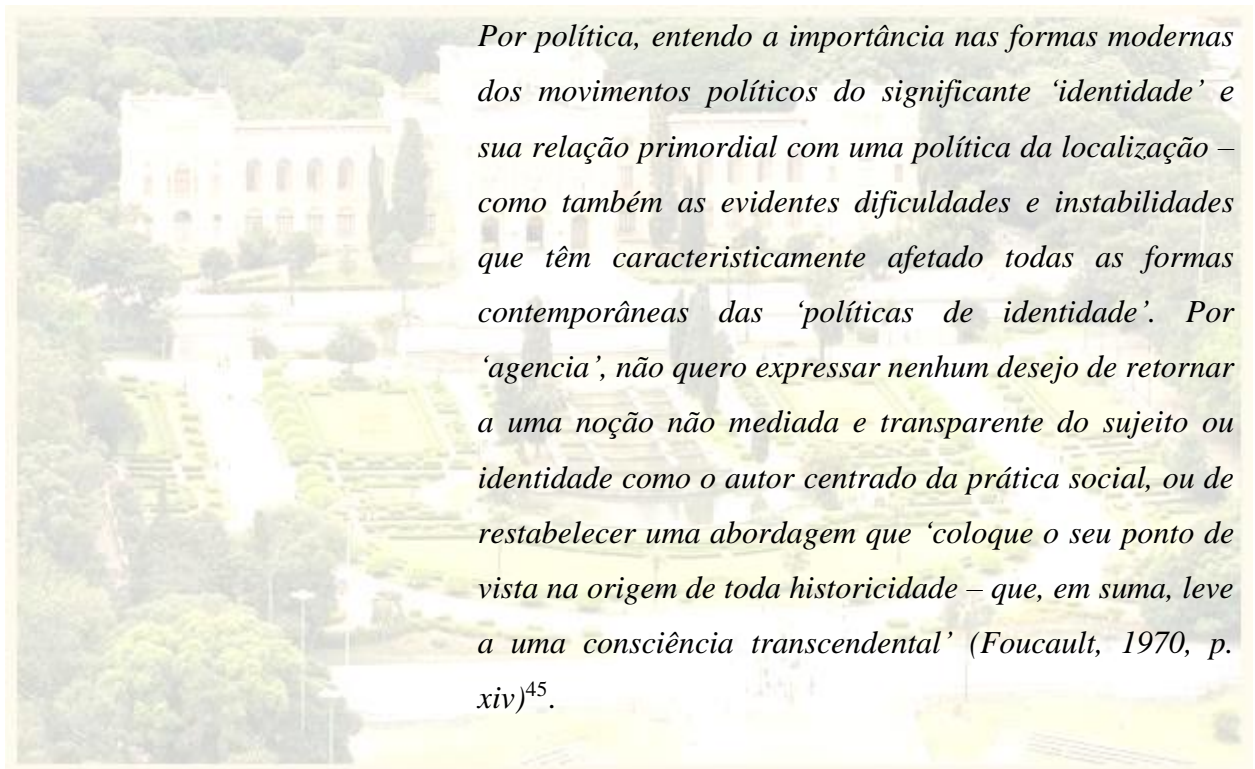 Por política, entendo a importância nas formas modernas
dos movimentos políticos do significante ‘identidade’ e
sua relação primordial com uma política da localização –
como também as evidentes dificuldades e instabilidades
que têm caracteristicamente afetado todas as formas
contemporâneas das ‘políticas de identidade’. Por
‘agencia’, não quero expressar nenhum desejo de retornar
a uma noção não mediada e transparente do sujeito ou
identidade como o autor centrado da prática social, ou de
restabelecer uma abordagem que ‘coloque o seu ponto de
vista na origem de toda historicidade – que, em suma, leve
a uma consciência transcendental’ (Foucault, 1970, p.
xiv)⁴⁵.